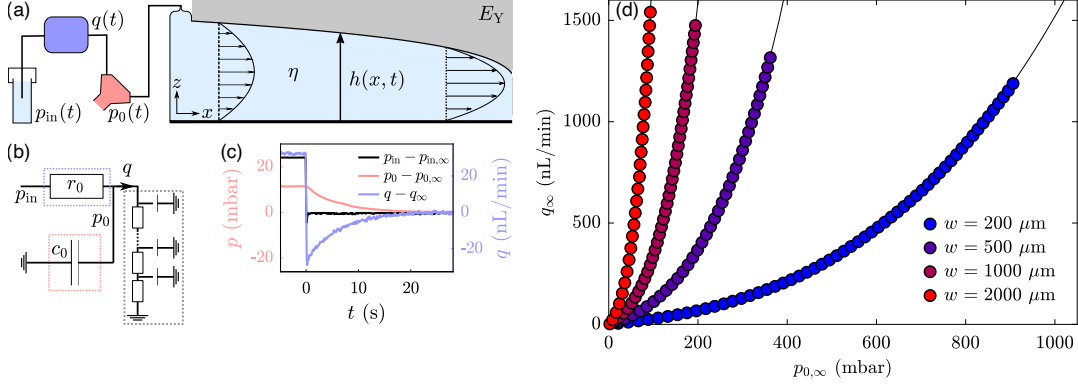 (a)
q(t)
p_in(t)
p_0(t)
z
x
η
h(x, t)
E_Y
(b)
p_in
r_0
q
p_0
c_0
(c)
p (mbar)
20
0
-20
p_in − p_in,∞
p_0 − p_0,∞
q − q_∞
20
0
-20
q (nL/min)
0 10 20
t (s)
(d)
q_∞ (nL/min)
1500
1000
500
0
w = 200 μm
w = 500 μm
w = 1000 μm
w = 2000 μm
0 200 400 600 800 1000
p_0,∞ (mbar)